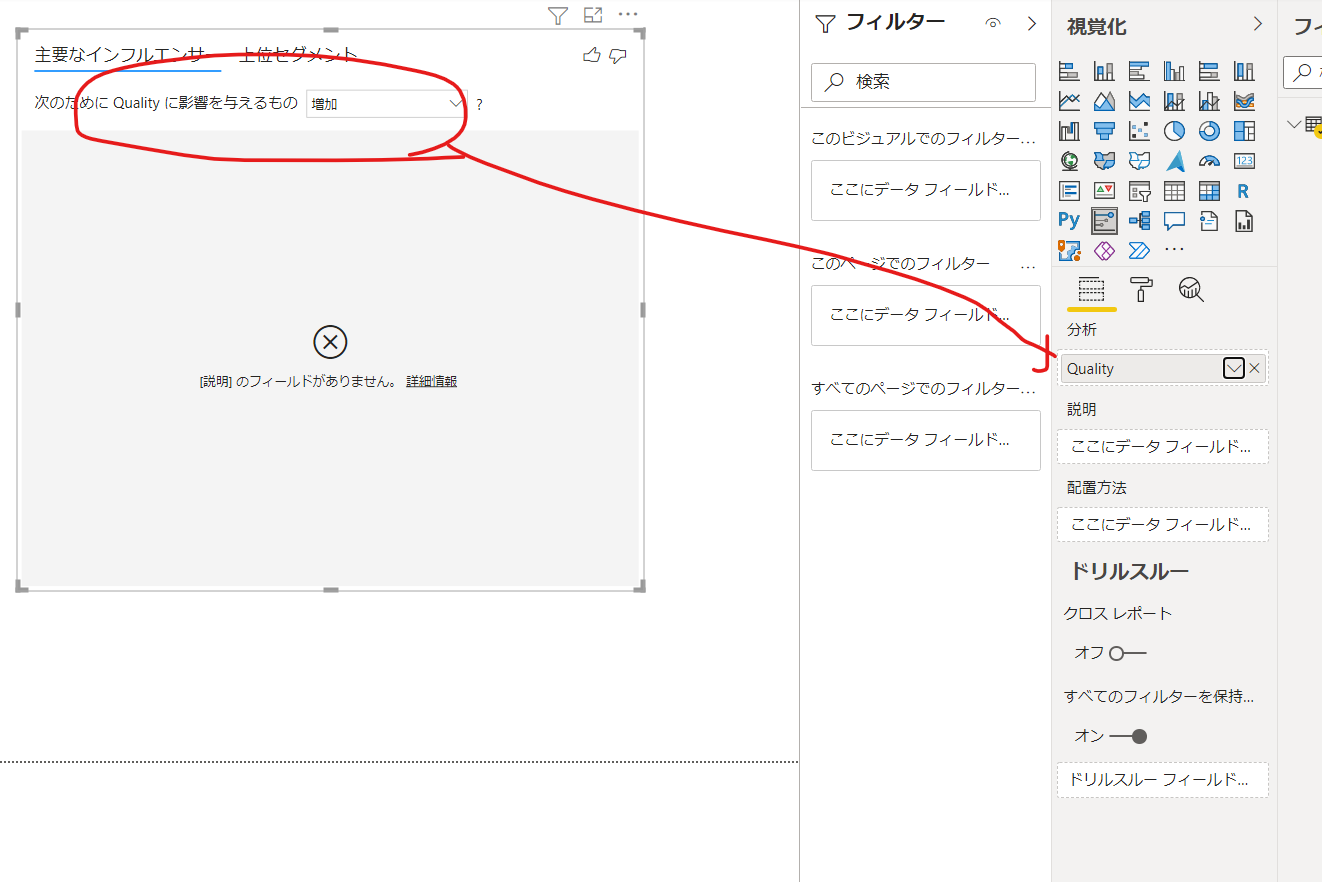 主要なインフルエンサー 上位セグメント
次のために Quality に影響を与えるもの 増加 ?
[説明] のフィールドがありません。 詳細情報
フィルター
検索
このビジュアルでのフィルター...
ここにデータ フィールド...
このページでのフィルター ...
ここにデータ フィールド...
すべてのページでのフィルター...
ここにデータ フィールド...
視覚化
123
R
Py
...
分析
Quality
説明
ここにデータ フィールド...
配置方法
ここにデータ フィールド...
ドリルスルー
クロス レポート
オフ
すべてのフィルターを保持...
オン
ドリルスルー フィールド...
フィ